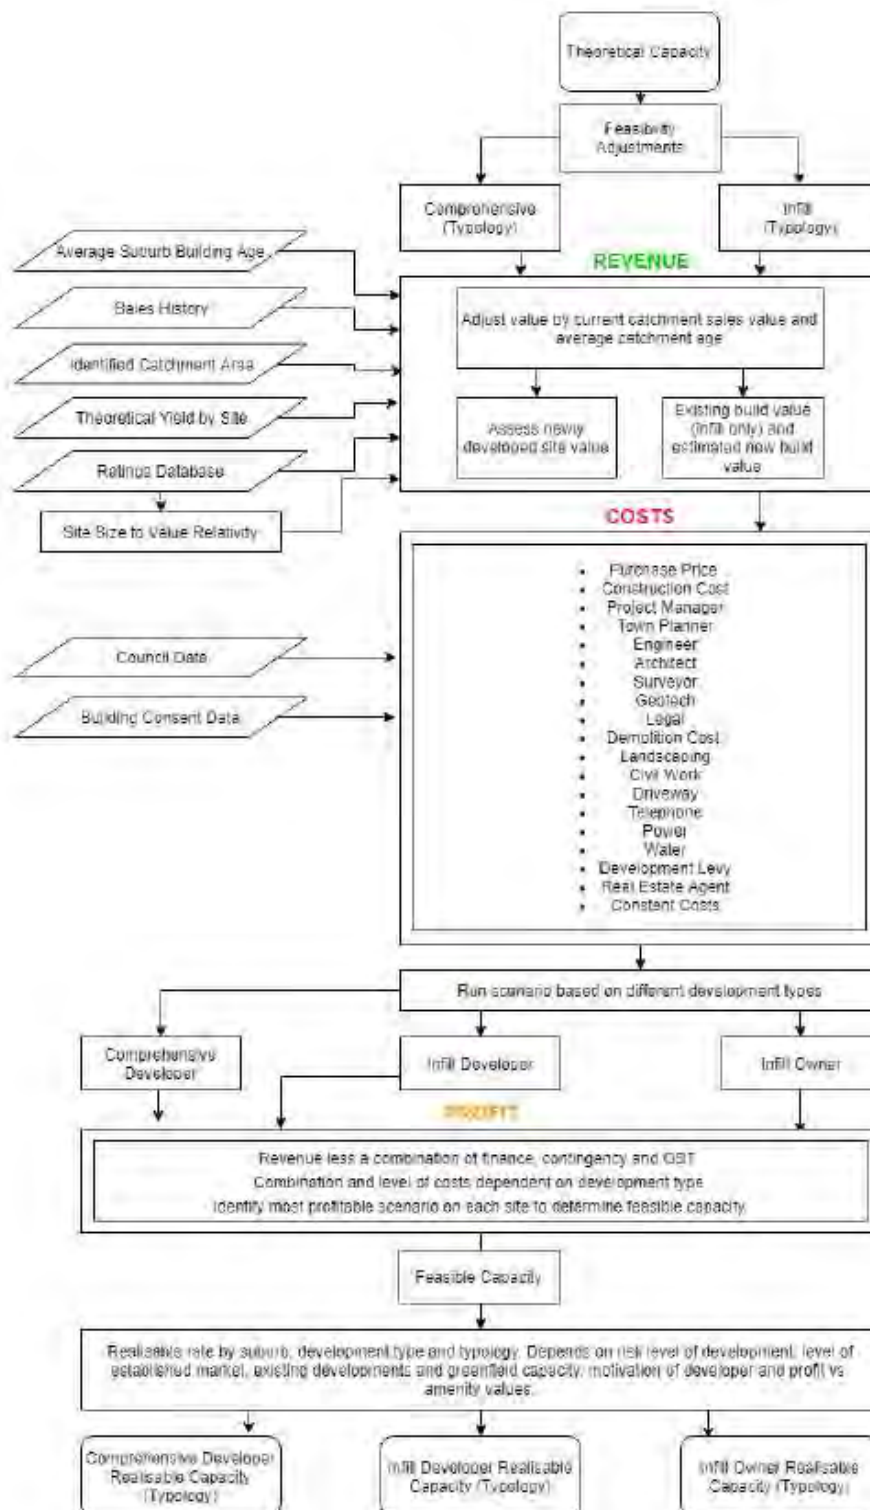 Theoretical Capacity
Feasibility
Adjustments
Comprehensive
(Typology)
Infill
(Typology)
REVENUE
Average Suburb Building Age
Sales History
Identified Catchment Area
Theoretical Yield by Site
Ratings Database
Site Size to Value Relativity
Adjust value by current catchment sales value and
average catchment age
Assess newly
developed site value
Existing build value
(infill only) and
estimated new build
value
COSTS
Council Data
Building Consent Data
• Purchase Price
• Construction Cost
• Project Manager
• Town Planner
• Engineer
• Architect
• Surveyor
• Geotech
• Legal
• Demolition Cost
• Landscaping
• Civil Work
• Driveway
• Telephone
• Power
• Water
• Development Levy
• Real Estate Agent
• Constent Costs
Run scenario based on different development types
Comprehensive
Developer
Infill Developer
Infill Owner
PROFIT
Revenue less a combination of finance, contingency and GST
Combination and level of costs dependent on development type
Identify most profitable scenario on each site to determine feasible capacity
Feasible Capacity
Realisable rate by suburb, development type and typology. Depends on risk level of development, level of
established market, existing developments and greenfield capacity, motivation of developer and profit vs
amenity values.
Comprehensive Developer
Realisable Capacity
(Typology)
Infill Developer Realisable
Capacity (Typology)
Infill Owner Realisable
Capacity (Typology)